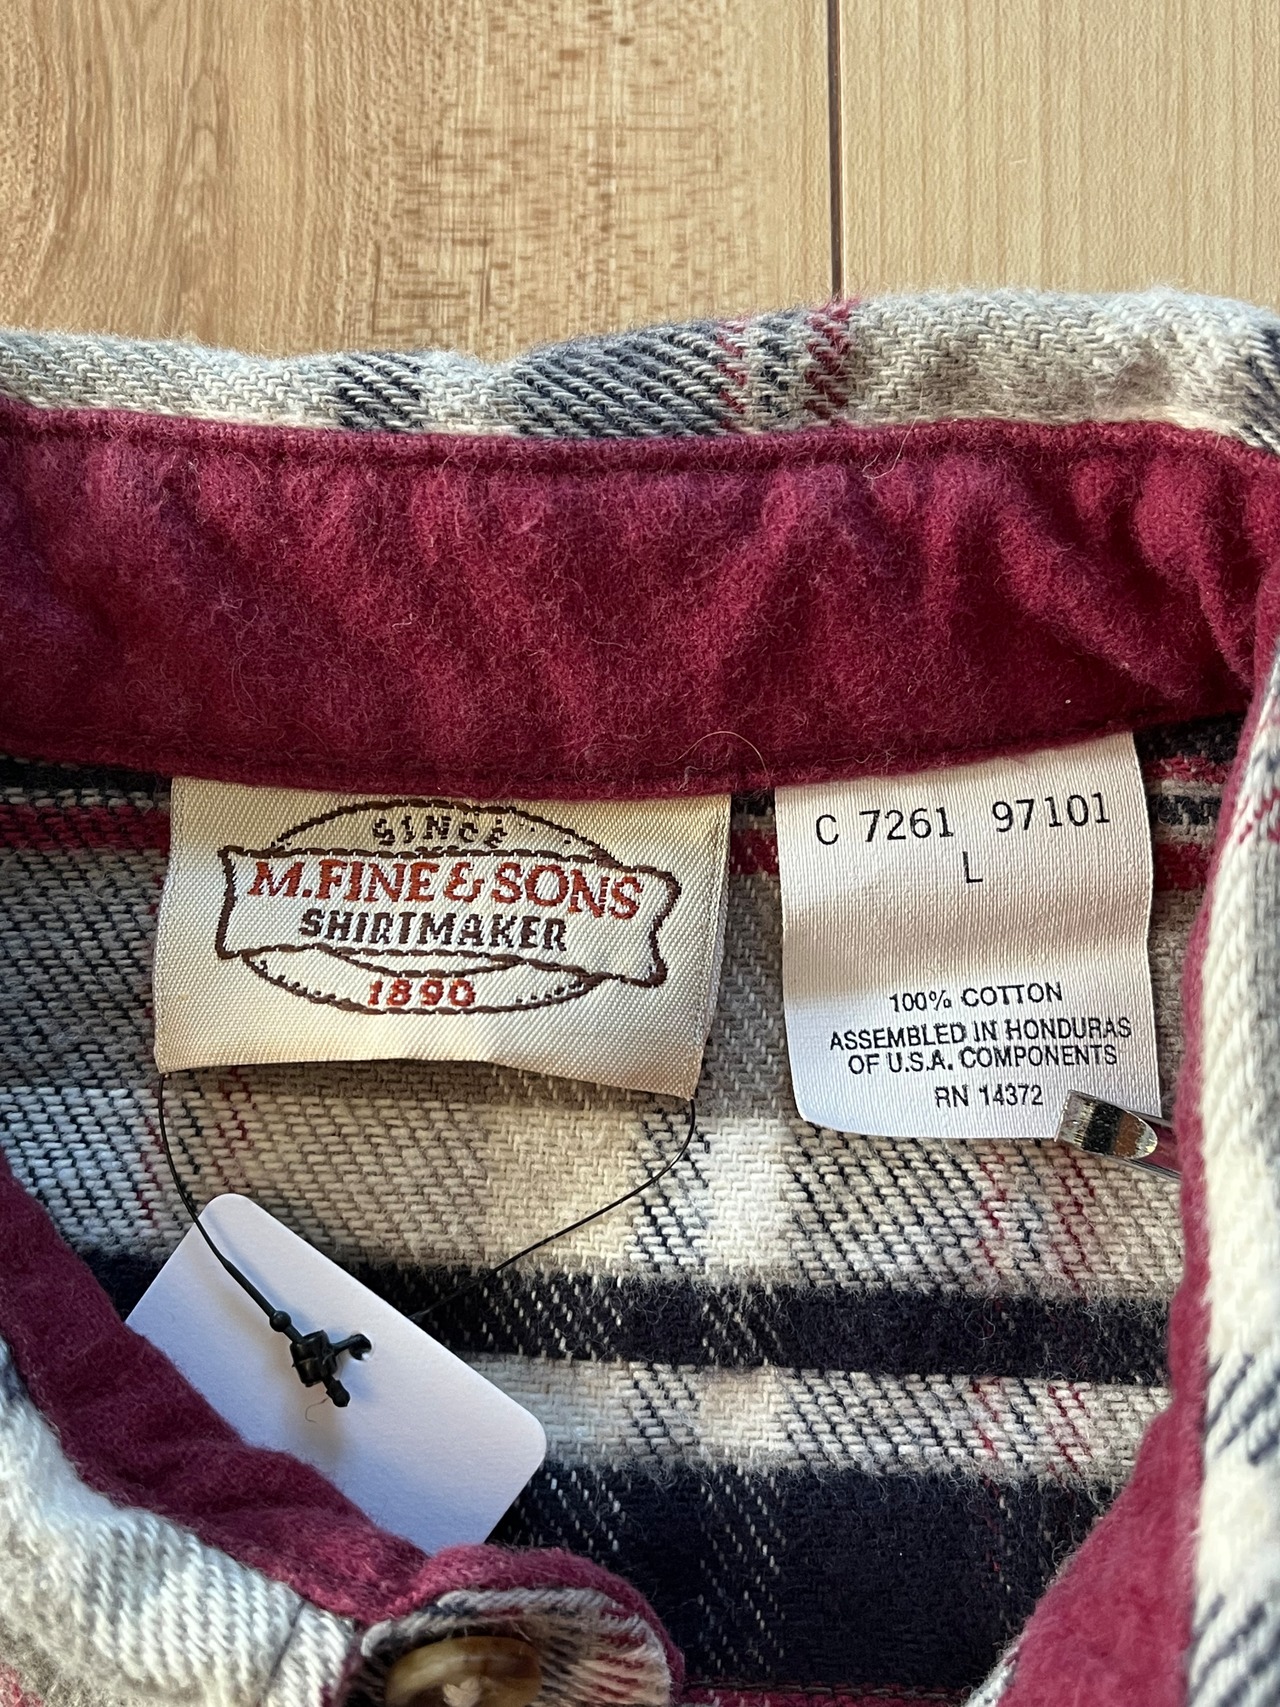 SINCE
M.FINE & SONS
SHIRTMAKER
1890
C 7261 97101
L
100% COTTON
ASSEMBLED IN HONDURAS
OF U.S.A. COMPONENTS
RN 14372